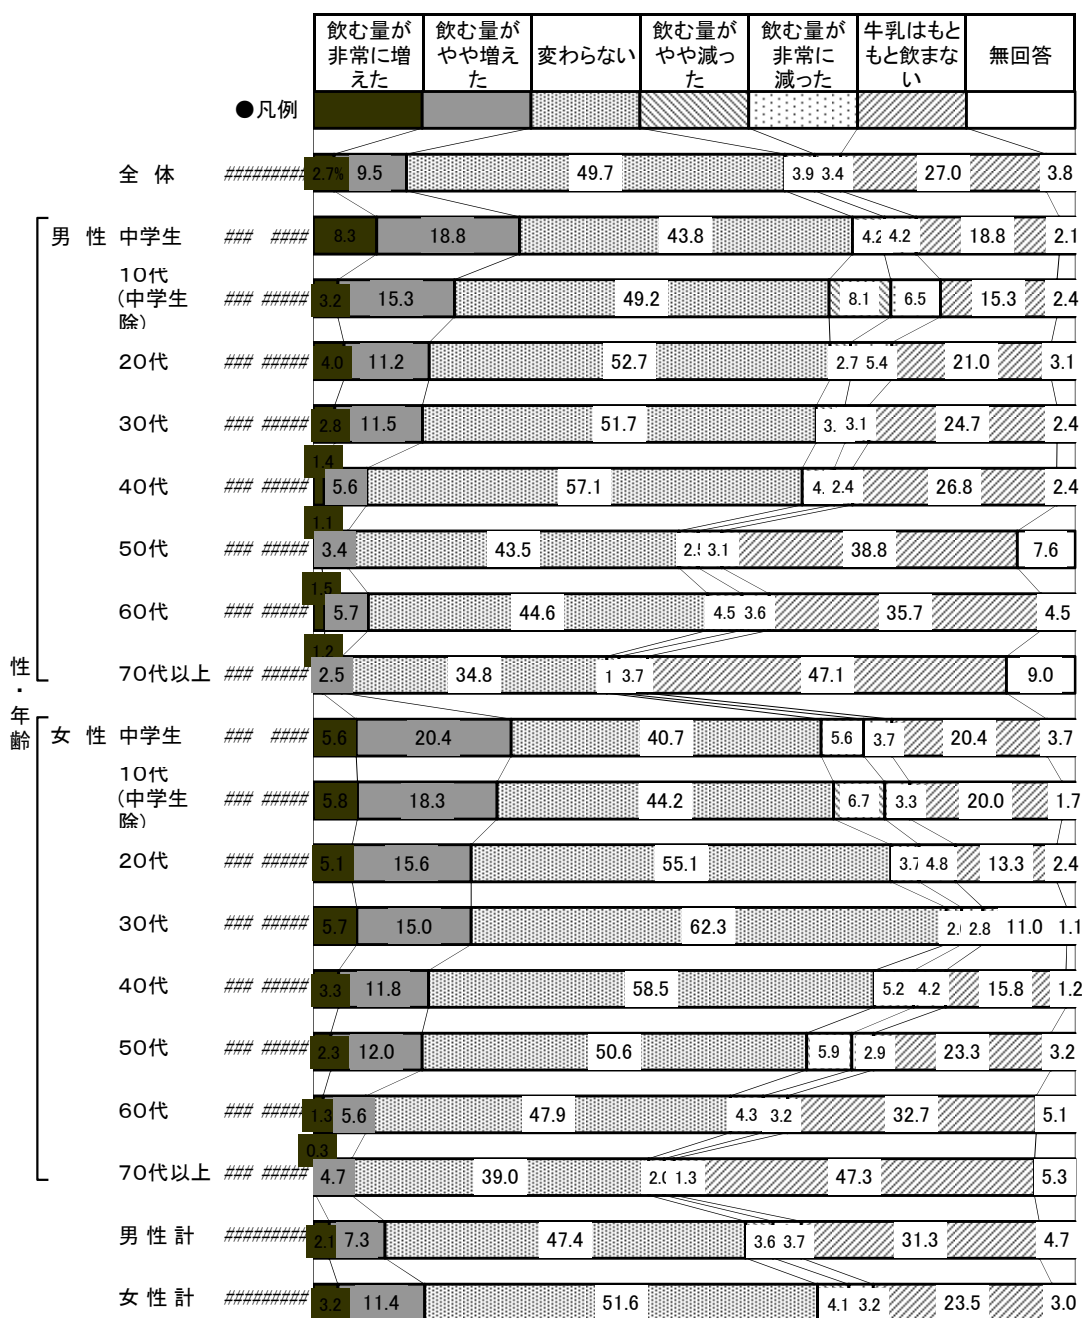 飲む量が
非常に増
えた
飲む量が
やや増え
た
変わらない
飲む量が
やや減っ
た
飲む量が
非常に
減った
牛乳はもと
もと飲まな
い
無回答
●凡例
全 体 ######### 2.7% 9.5 49.7 3.9 3.4 27.0 3.8
性・年齢
男 性 中学生 ### #### 8.3 18.8 43.8 4.2 4.2 18.8 2.1
10代
(中学生
除)
### ##### 3.2 15.3 49.2 8.1 6.5 15.3 2.4
20代 ### ##### 4.0 11.2 52.7 2.7 5.4 21.0 3.1
30代 ### ##### 2.8 11.5 51.7 3. 3.1 24.7 2.4
40代 ### ##### 1.4 5.6 57.1 4. 2.4 26.8 2.4
50代 ### ##### 1.1 3.4 43.5 2. 3.1 38.8 7.6
60代 ### ##### 1.5 5.7 44.6 4.5 3.6 35.7 4.5
70代以上 ### ##### 1.2 2.5 34.8 1 3.7 47.1 9.0
女 性 中学生 ### #### 5.6 20.4 40.7 5.6 3.7 20.4 3.7
10代
(中学生
除)
### ##### 5.8 18.3 44.2 6.7 3.3 20.0 1.7
20代 ### ##### 5.1 15.6 55.1 3.7 4.8 13.3 2.4
30代 ### ##### 5.7 15.0 62.3 2. 2.8 11.0 1.1
40代 ### ##### 3.3 11.8 58.5 5.2 4.2 15.8 1.2
50代 ### ##### 2.3 12.0 50.6 5.9 2.9 23.3 3.2
60代 ### ##### 1.3 5.6 47.9 4.3 3.2 32.7 5.1
70代以上 ### ##### 0.3 4.7 39.0 2.0 1.3 47.3 5.3
男 性 計 ######### 2.1 7.3 47.4 3.6 3.7 31.3 4.7
女 性 計 ######### 3.2 11.4 51.6 4.1 3.2 23.5 3.0